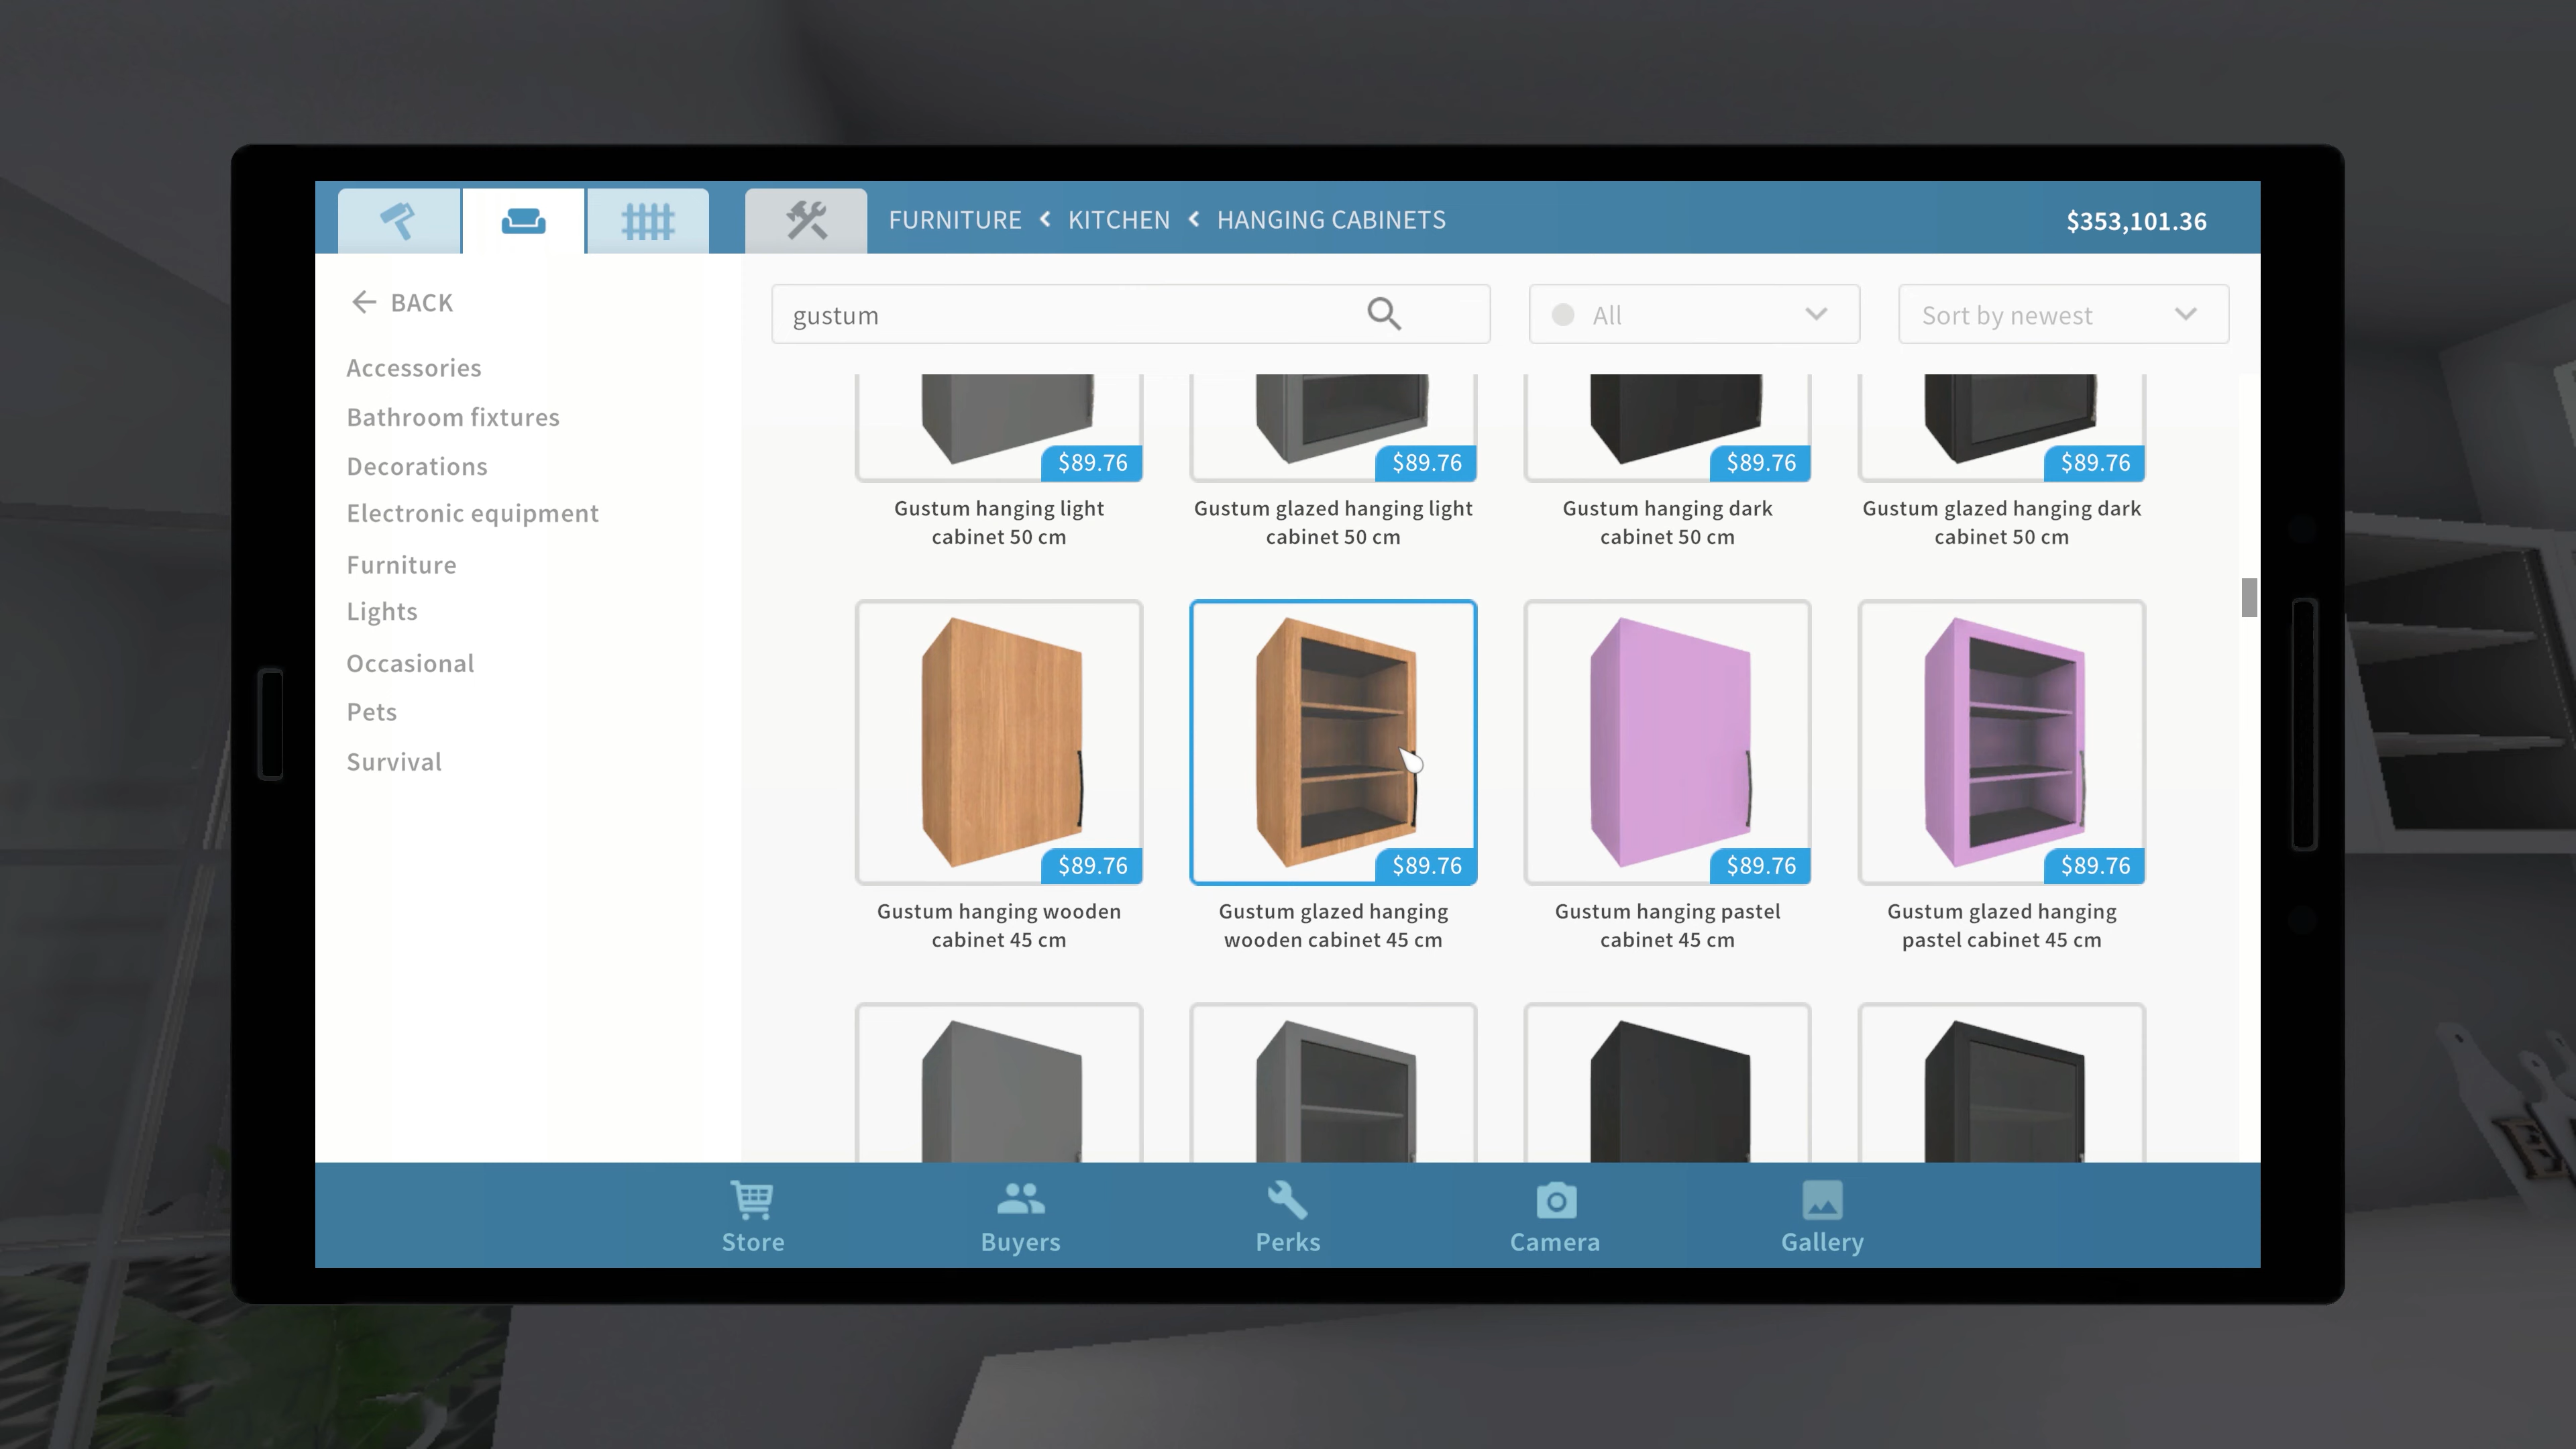 FURNITURE < KITCHEN < HANGING CABINETS
$353,101.36
BACK
gustum
All
Sort by newest
Accessories
Bathroom fixtures
Decorations
Electronic equipment
Furniture
Lights
Occasional
Pets
Survival
$89.76
$89.76
$89.76
$89.76
Gustum hanging light
cabinet 50 cm
Gustum glazed hanging light
cabinet 50 cm
Gustum hanging dark
cabinet 50 cm
Gustum glazed hanging dark
cabinet 50 cm
$89.76
$89.76
$89.76
$89.76
Gustum hanging wooden
cabinet 45 cm
Gustum glazed hanging
wooden cabinet 45 cm
Gustum hanging pastel
cabinet 45 cm
Gustum glazed hanging
pastel cabinet 45 cm
Store
Buyers
Perks
Camera
Gallery